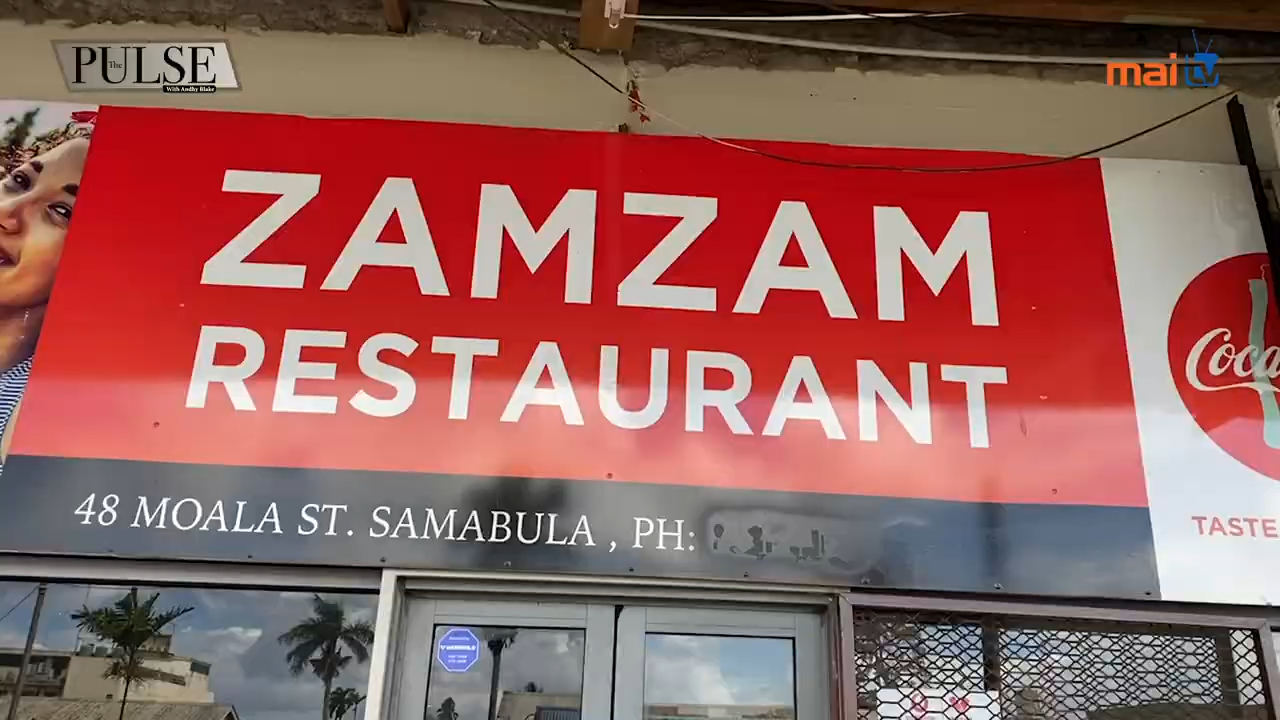 The PULSE
With Andhy Blake
mai tv
ZAMZAM
RESTAURANT
48 MOALA ST. SAMABULA , PH:
Coca
TASTE